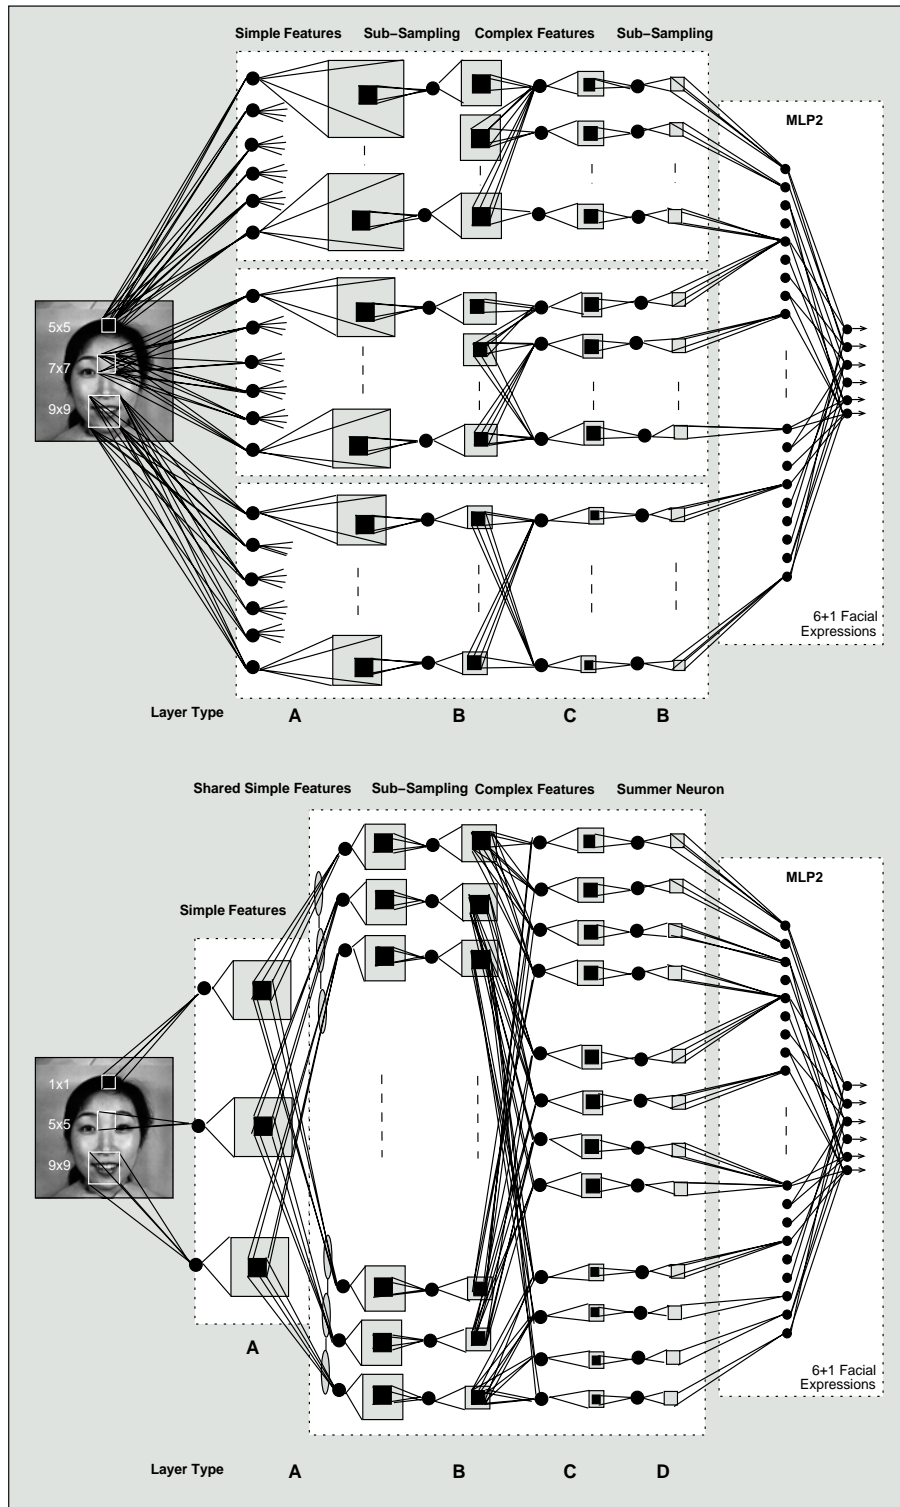 Simple Features Sub-Sampling Complex Features Sub-Sampling
MLP2
5x5
7x7
9x9
6+1 Facial
Expressions
Layer Type A B C B
Shared Simple Features Sub-Sampling Complex Features Summer Neuron
MLP2
Simple Features
1x1
5x5
9x9
A
6+1 Facial
Expressions
Layer Type A B C D